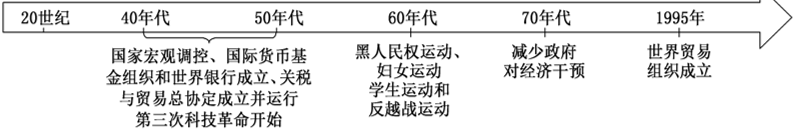 20世纪 40年代 50年代 60年代 70年代 1995年
国家宏观调控、国际货币基
金组织和世界银行成立、关税
与贸易总协定成立并运行
第三次科技革命开始
黑人民权运动、
妇女运动
学生运动和
反越战运动
减少政府
对经济干预
世界贸易
组织成立